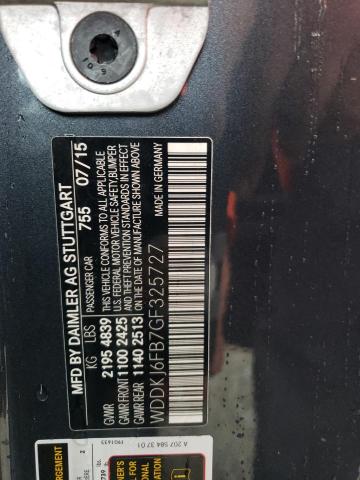 MFD BY DAIMLER AG STUTTGART
KG LBS PASSENGER CAR 755 07/15
GVWR 2195 4839 THIS VEHICLE CONFORMS TO ALL APPLICABLE
GAWR FRONT 1100 2425 U.S. FEDERAL MOTOR VEHICLE SAFETY, BUMPER
AND THEFT PREVENTION STANDARDS IN EFFECT
GAWR REAR 1140 2513 ON THE DATE OF MANUFACTURE SHOWN ABOVE
WDDKJ6FB7GF325727
MADE IN GERMANY
A 207 584 37 01